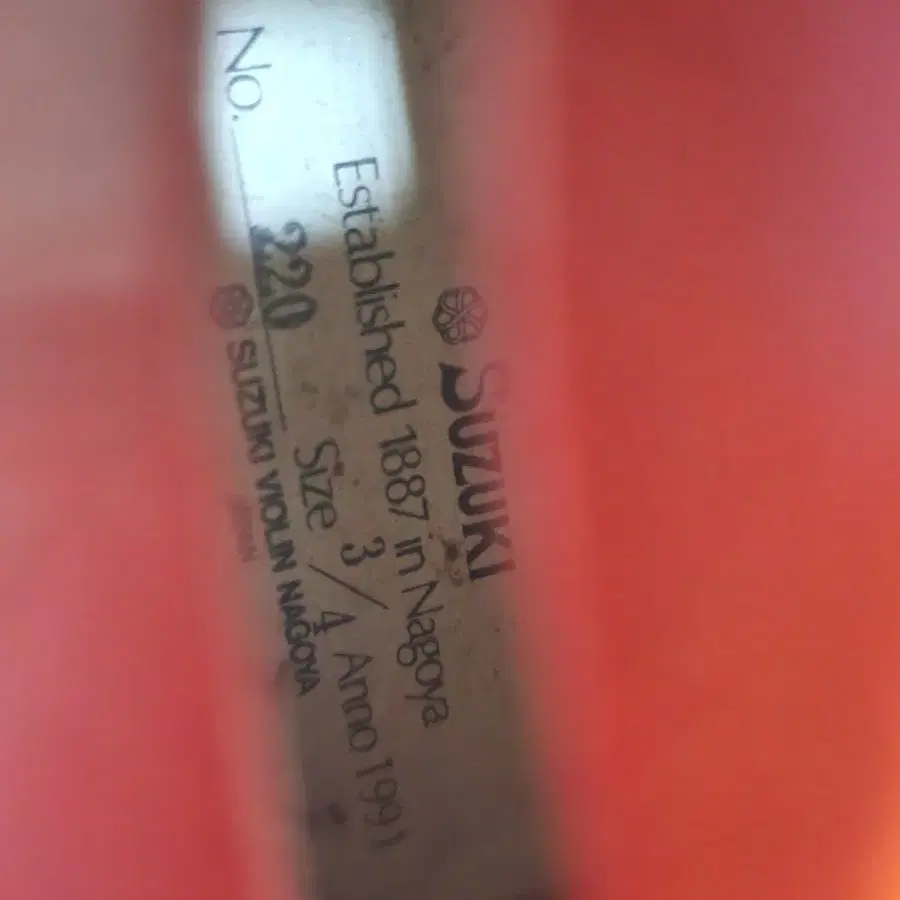 SUZUKI
Established 1887 in Nagoya
No. 220 Size 3/4 Anno 1991
SUZUKI VIOLIN NAGOYA